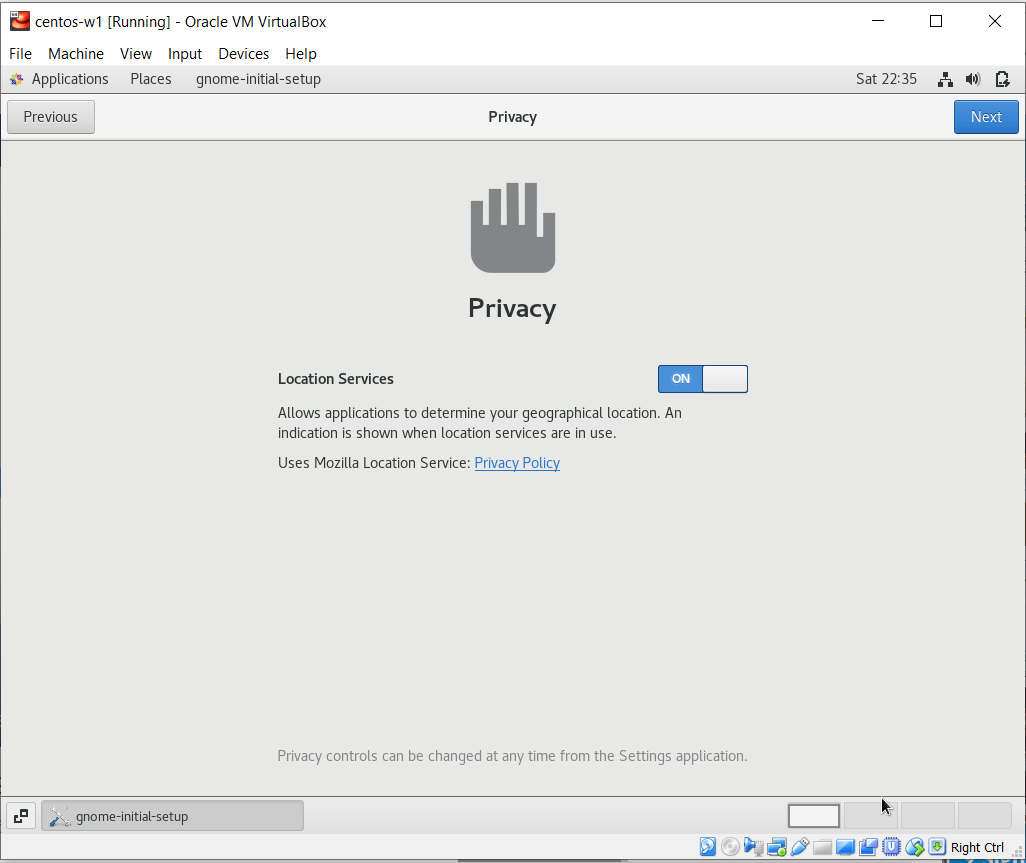 centos-w1 [Running] - Oracle VM VirtualBox
File Machine View Input Devices Help
Applications Places gnome-initial-setup Sat 22:35
Previous Privacy Next
Privacy
Location Services ON
Allows applications to determine your geographical location. An
indication is shown when location services are in use.
Uses Mozilla Location Service: Privacy Policy
Privacy controls can be changed at any time from the Settings application.
gnome-initial-setup
Right Ctrl